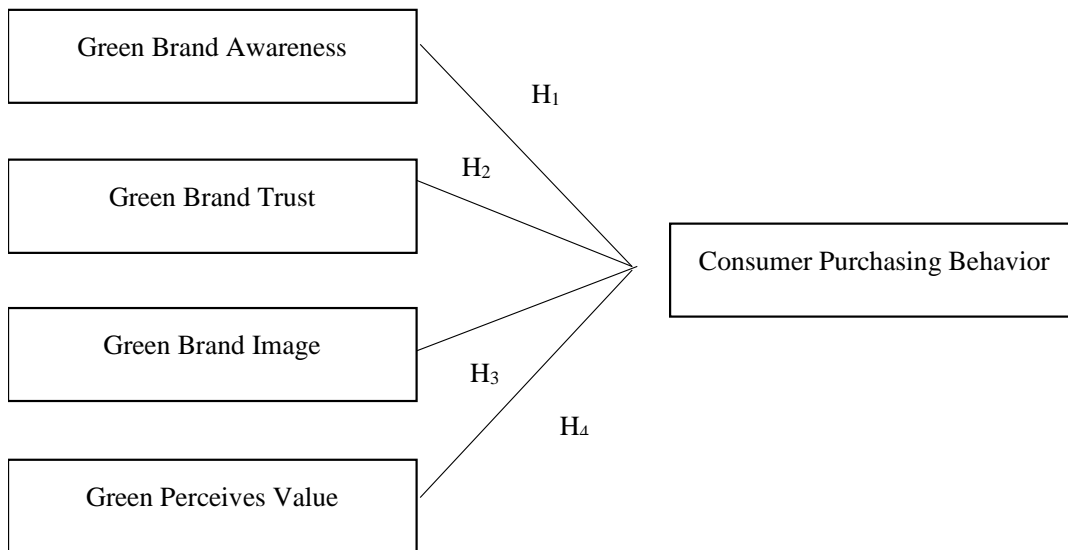 Green Brand Awareness
H₁
H₂
Green Brand Trust
Consumer Purchasing Behavior
Green Brand Image
H₃
H₄
Green Perceives Value